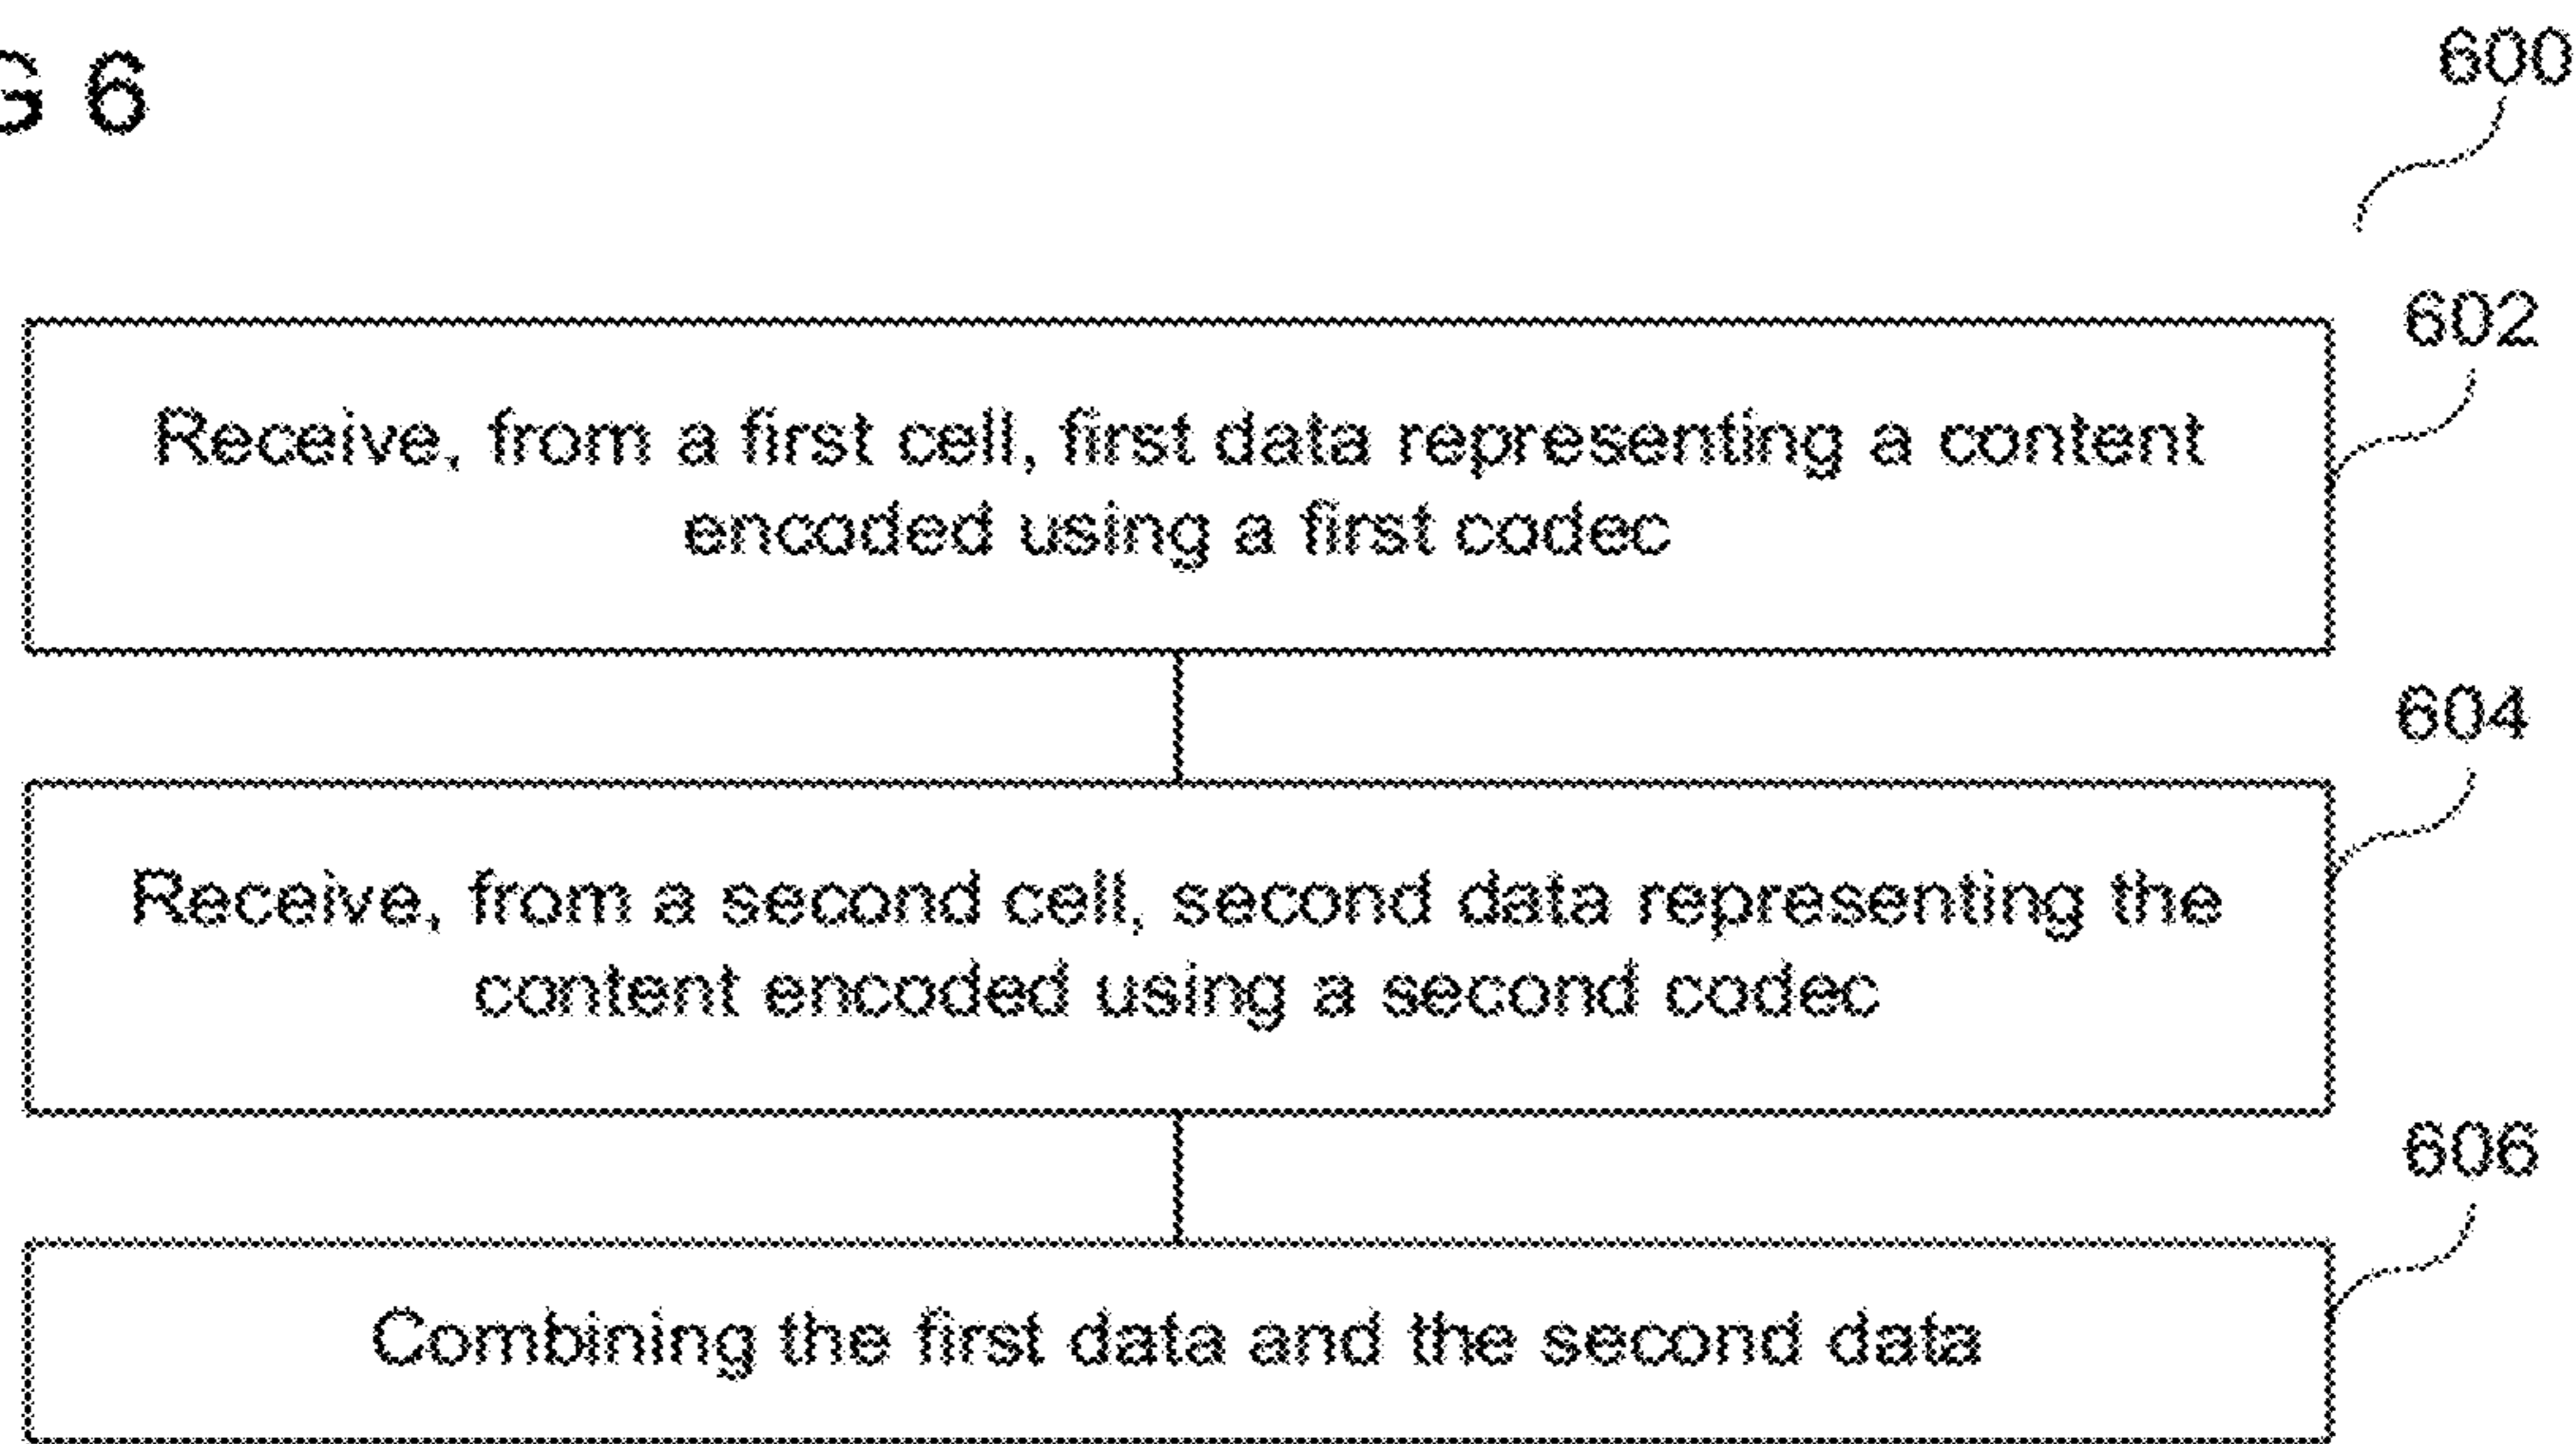 G 6
600
602
Receive, from a first cell, first data representing a content
encoded using a first codec
604
Receive, from a second cell, second data representing the
content encoded using a second codec
606
Combining the first data and the second data